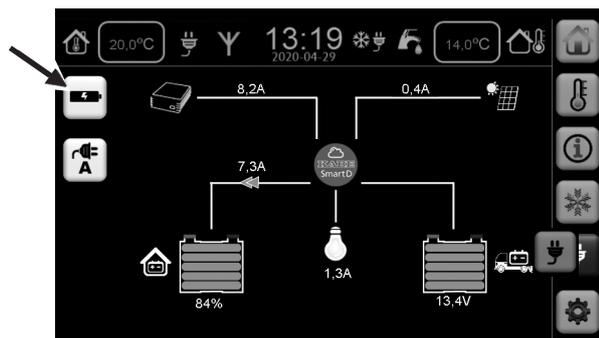 20,0°C
13:19
2020-04-29
14,0°C
8,2A
0,4A
A
7,3A
KABE
SmartD
1,3A
84%
13,4V